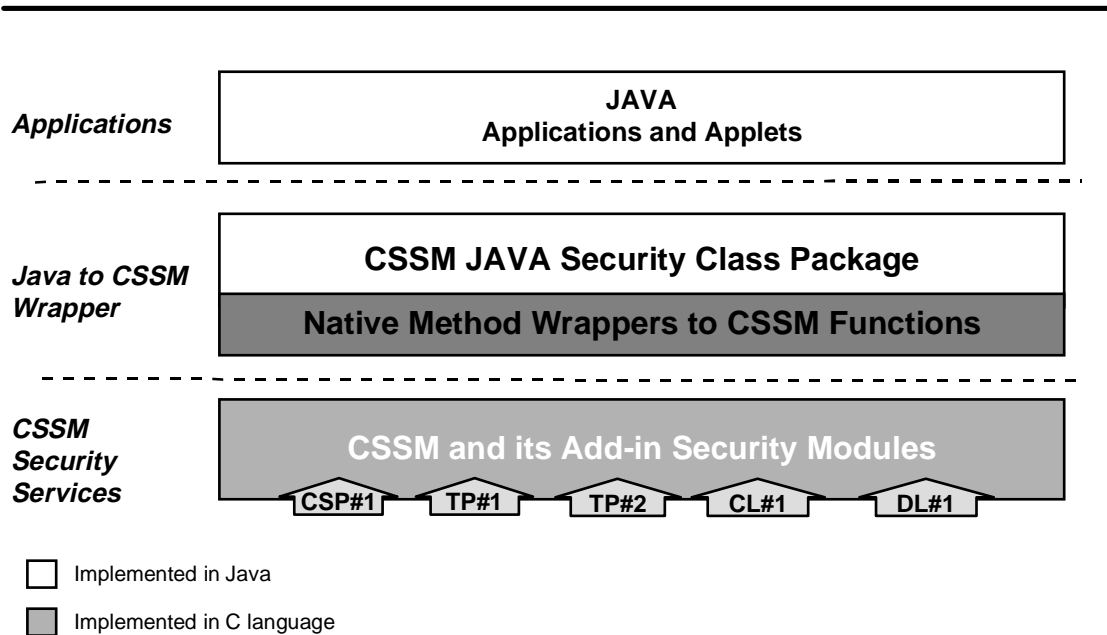 Applications
JAVA
Applications and Applets
Java to CSSM
Wrapper
CSSM JAVA Security Class Package
Native Method Wrappers to CSSM Functions
CSSM
Security
Services
CSSM and its Add-in Security Modules
CSP#1
TP#1
TP#2
CL#1
DL#1
Implemented in Java
Implemented in C language